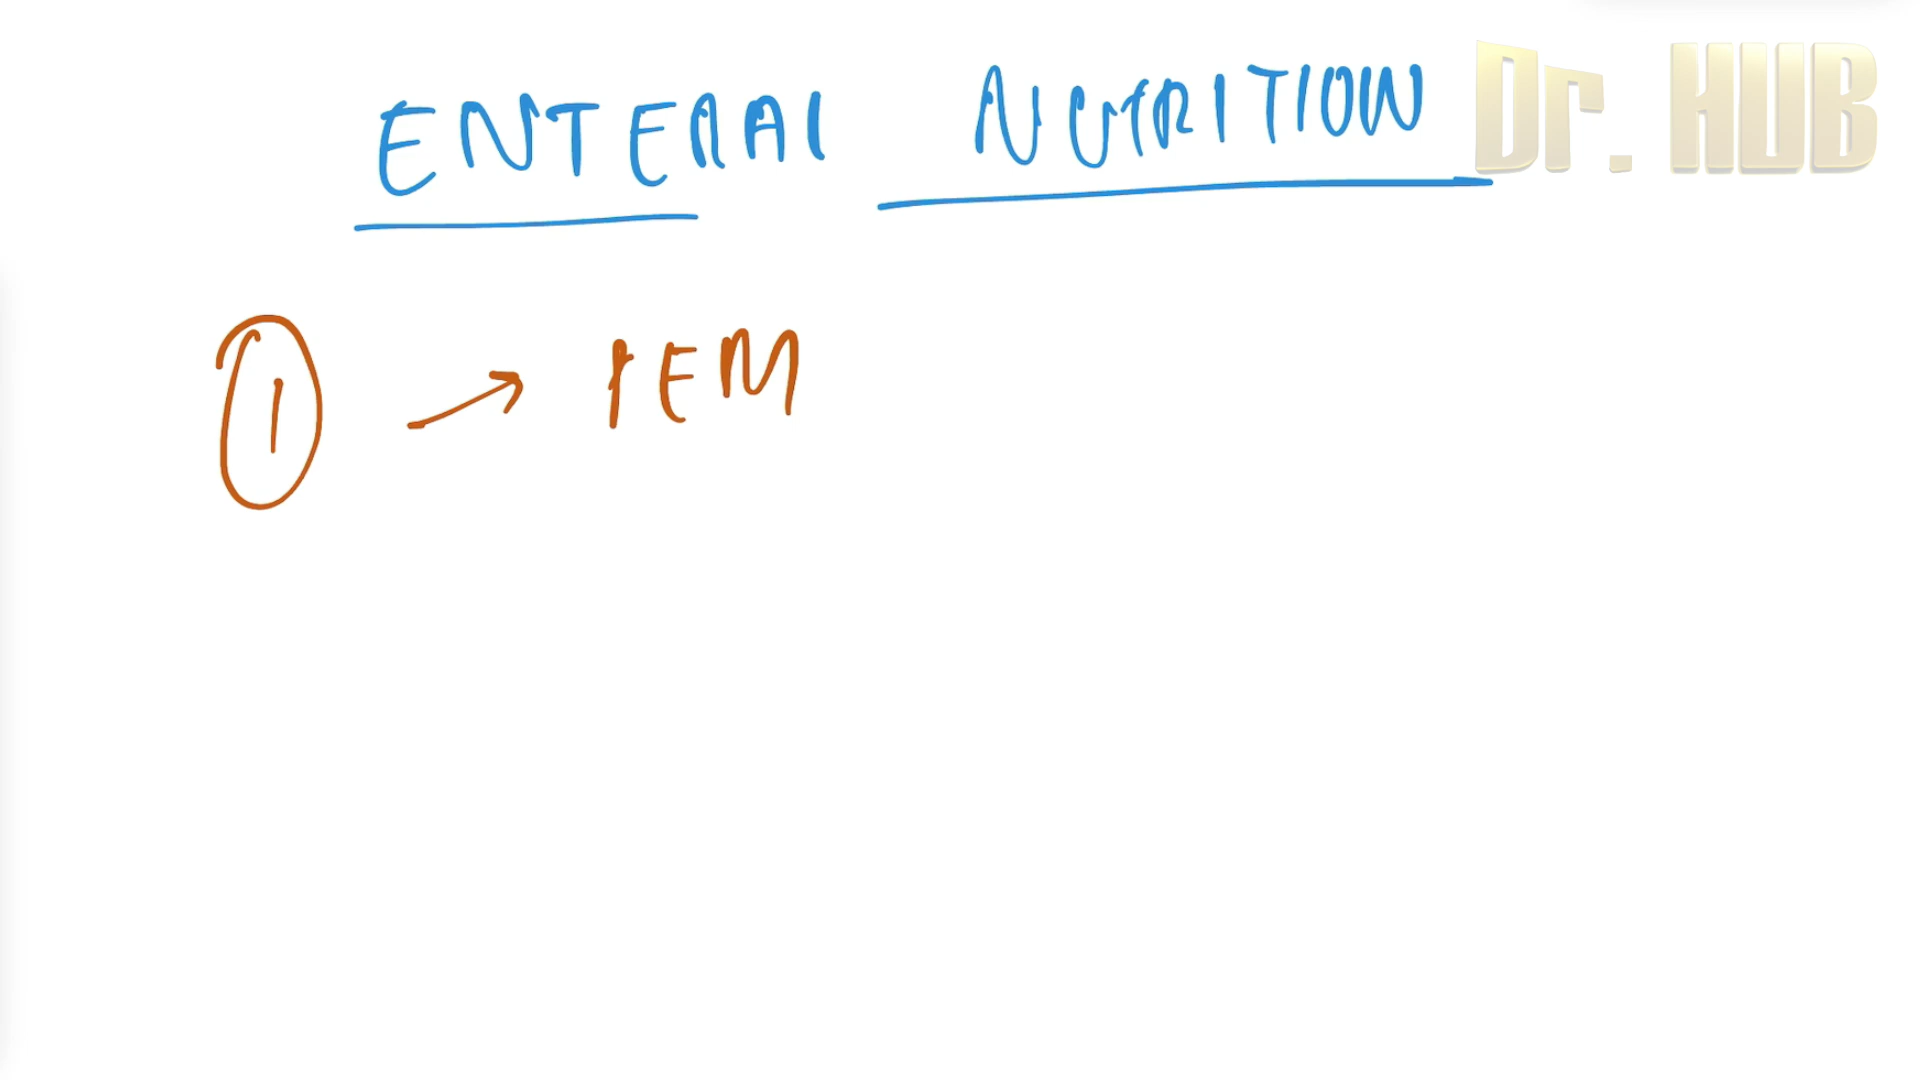 ENTERAL NUTRITION
Dr. HUB
1 → PEM